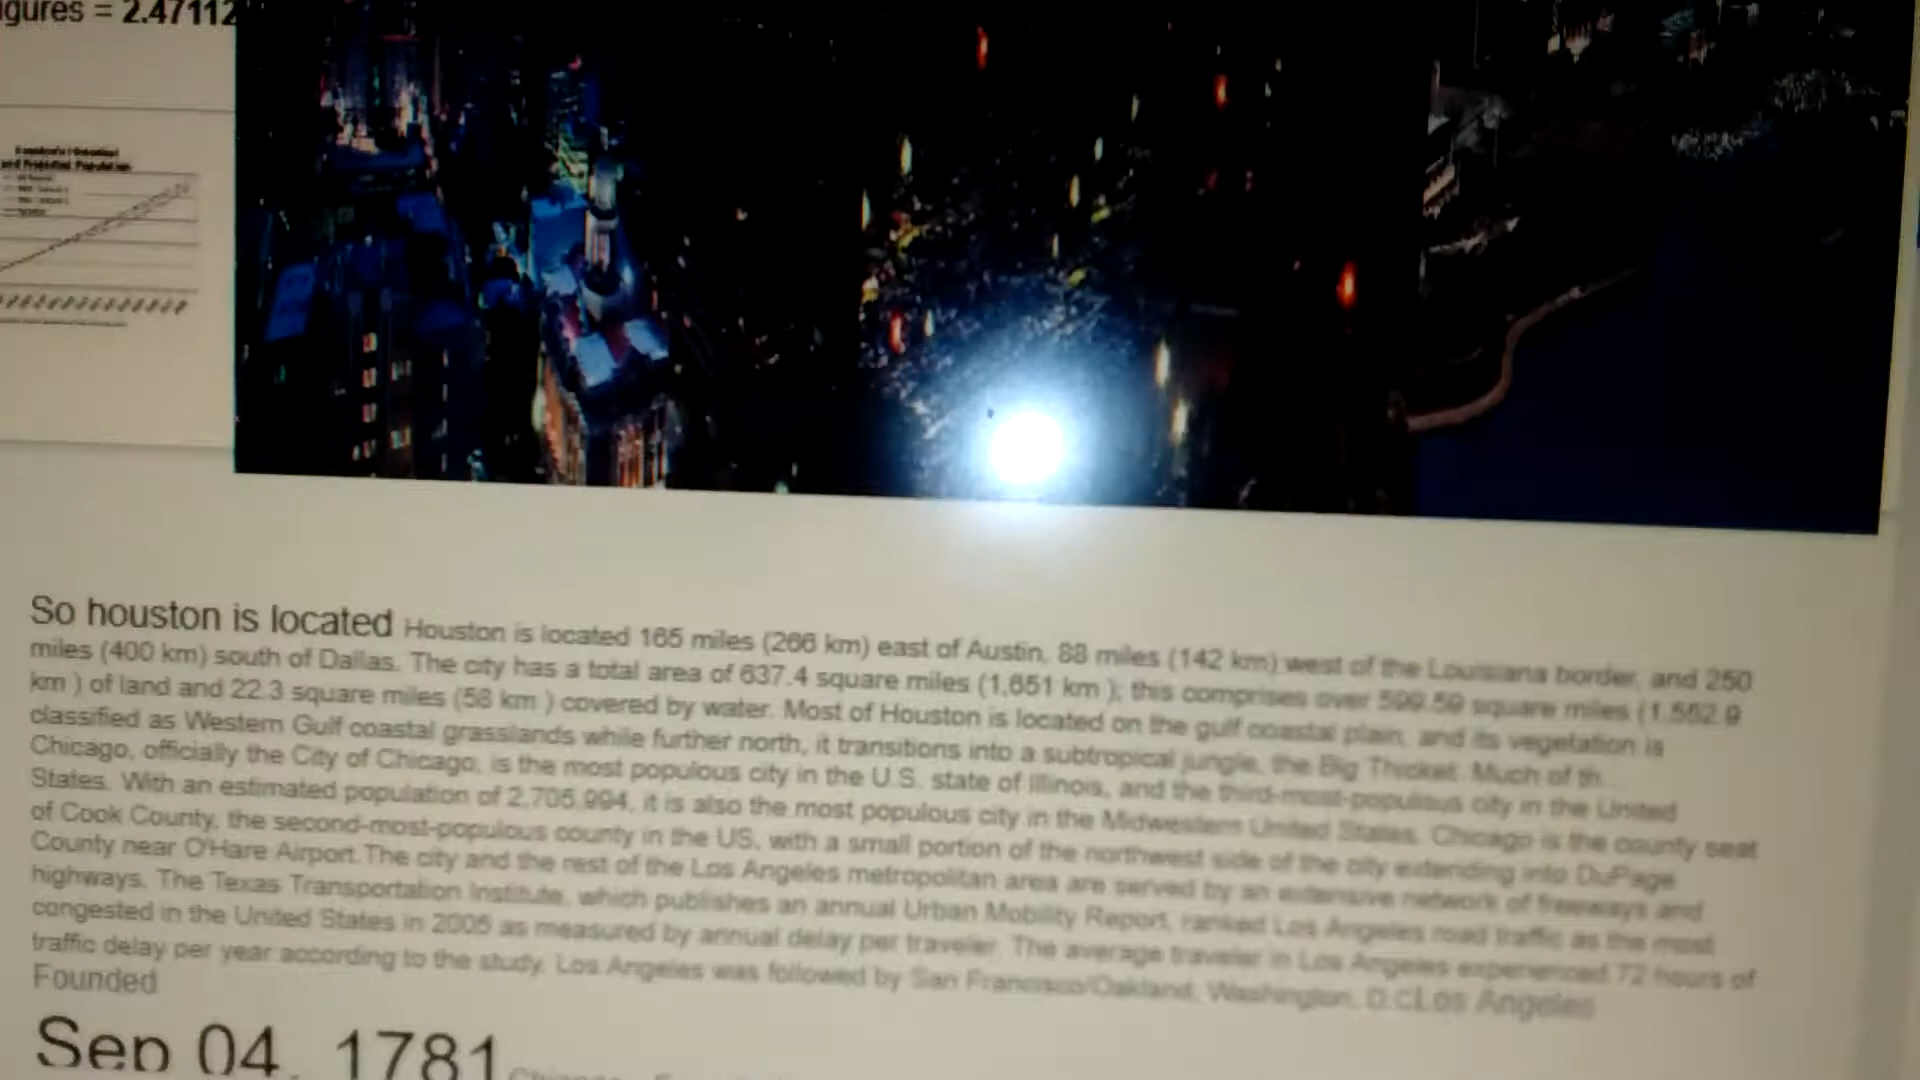 igures = 2.47112
and Projected Population
So houston is located Houston is located 165 miles (266 km) east of Austin, 88 miles (142 km) west of the Louisiana border, and 250
miles (400 km) south of Dallas. The city has a total area of 637.4 square miles (1,651 km ); this comprises over 599.59 square miles (1,552.9
km ) of land and 22.3 square miles (58 km ) covered by water. Most of Houston is located on the gulf coastal plain, and its vegetation is
classified as Western Gulf coastal grasslands while further north, it transitions into a subtropical jungle, the Big Thicket. Much of th...
Chicago, officially the City of Chicago, is the most populous city in the U.S. state of Illinois, and the third-most-populous city in the United
States. With an estimated population of 2,705,994, it is also the most populous city in the Midwestern United States. Chicago is the county seat
of Cook County, the second-most-populous county in the US, with a small portion of the northwest side of the city extending into DuPage
County near O'Hare Airport.The city and the rest of the Los Angeles metropolitan area are served by an extensive network of freeways and
highways. The Texas Transportation Institute, which publishes an annual Urban Mobility Report, ranked Los Angeles road traffic as the most
congested in the United States in 2005 as measured by annual delay per traveler. The average traveler in Los Angeles experienced 72 hours of
traffic delay per year according to the study. Los Angeles was followed by San Francisco/Oakland, Washington, D.CLos Angeles
Founded
Sep 04, 1781